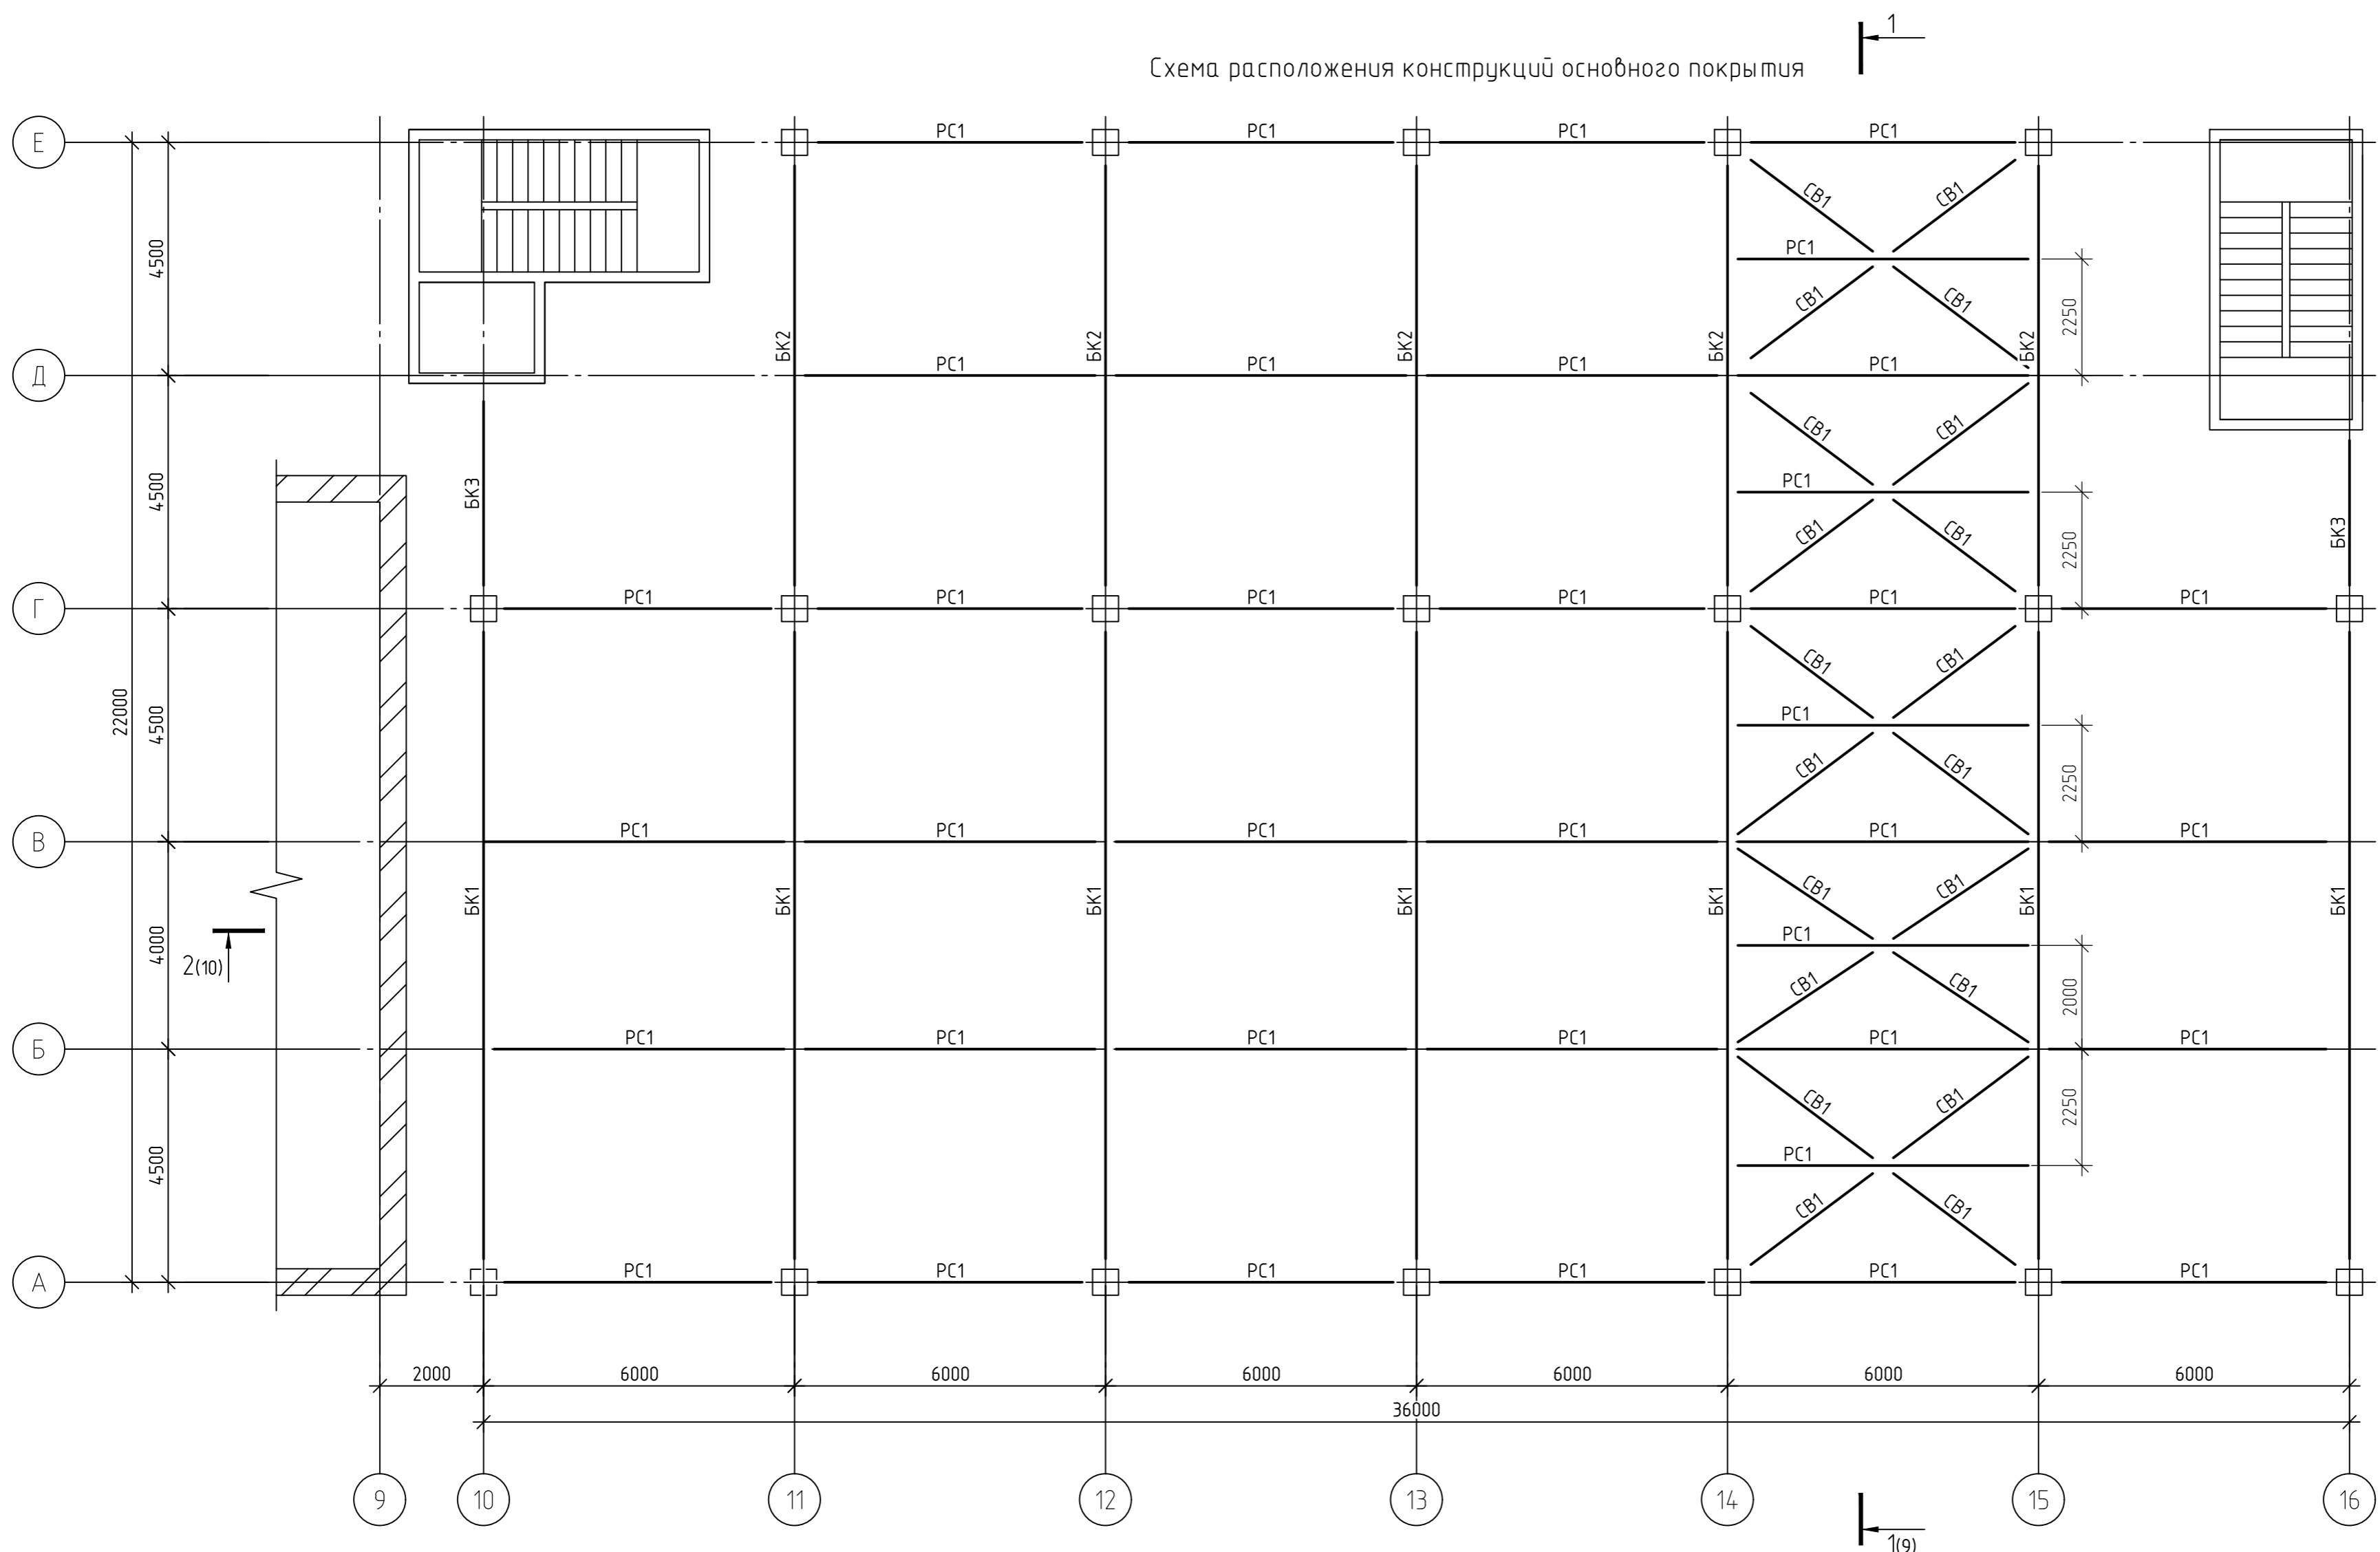 1
Схема расположения конструкций основного покрытия
Е
РС1 РС1 РС1 РС1
СВ1 СВ1
4500
РС1
СВ1 СВ1
2250
БК2 БК2 БК2 БК2 БК2
Д
РС1 РС1 РС1 РС1
СВ1 СВ1
4500
БК3
РС1
СВ1 СВ1
2250
БК3
Г
РС1 РС1 РС1 РС1 РС1 РС1
СВ1 СВ1
22000
4500
РС1
СВ1 СВ1
2250
В
РС1 РС1 РС1 РС1 РС1 РС1
СВ1 СВ1
БК1 БК1 БК1 БК1 БК1 БК1 БК1
4000
РС1
2(10)
СВ1 СВ1
2000
Б
РС1 РС1 РС1 РС1 РС1 РС1
СВ1 СВ1
2250
4500
РС1
СВ1 СВ1
А
РС1 РС1 РС1 РС1 РС1 РС1
2000 6000 6000 6000 6000 6000 6000
36000
9 10 11 12 13 14 15 16
1(9)